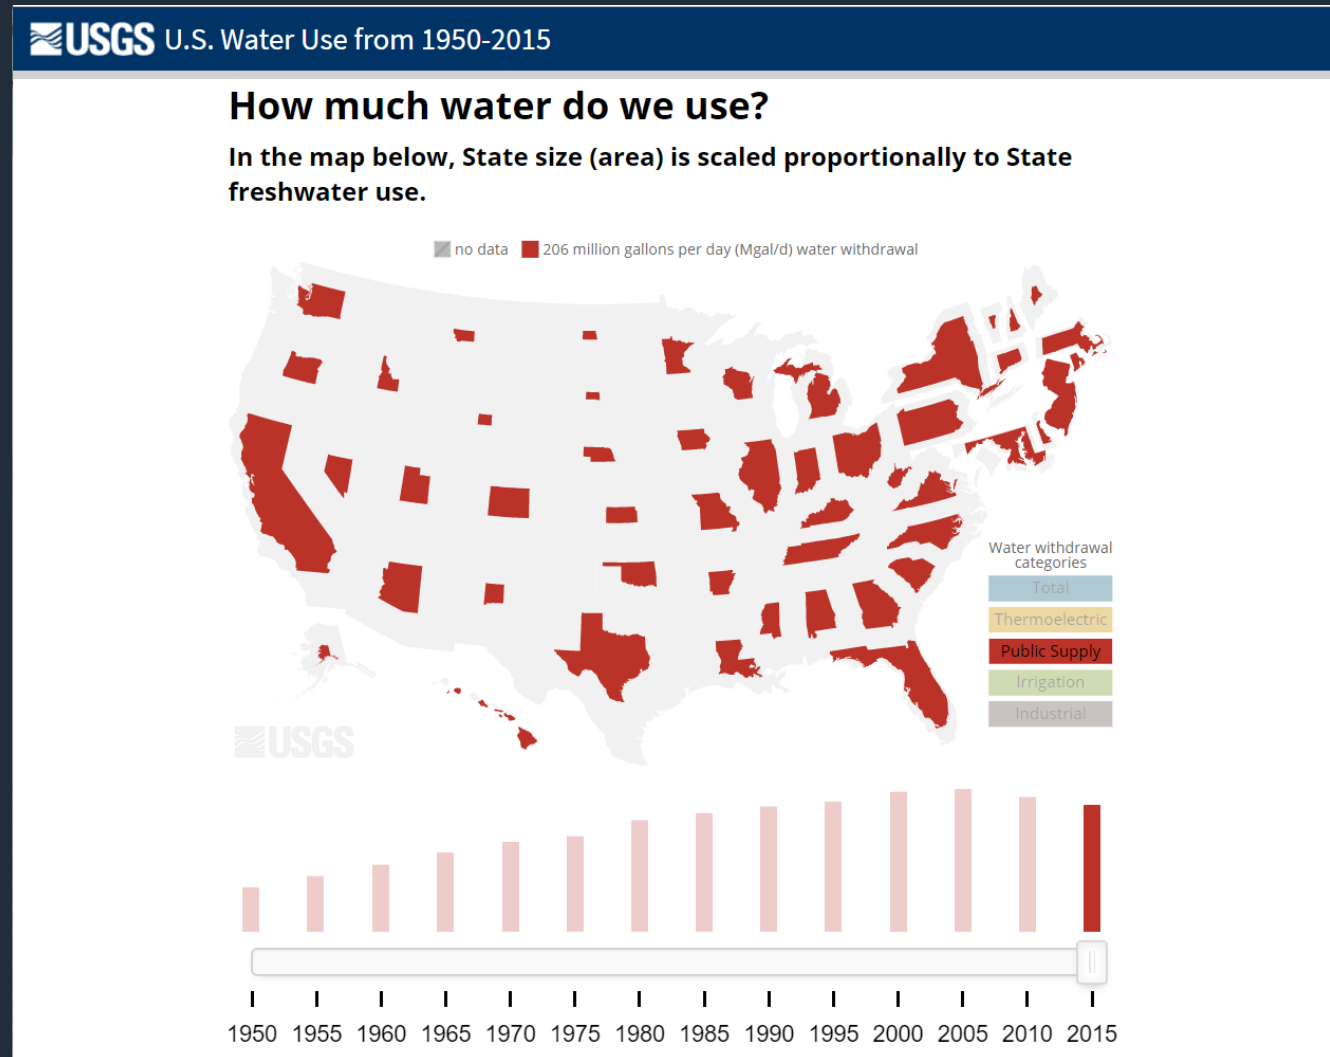 USGS U.S. Water Use from 1950-2015
How much water do we use?
In the map below, State size (area) is scaled proportionally to State
freshwater use.
no data 206 million gallons per day (Mgal/d) water withdrawal
Water withdrawal
categories
Total
Thermoelectric
Public Supply
Irrigation
Industrial
USGS
1950 1955 1960 1965 1970 1975 1980 1985 1990 1995 2000 2005 2010 2015